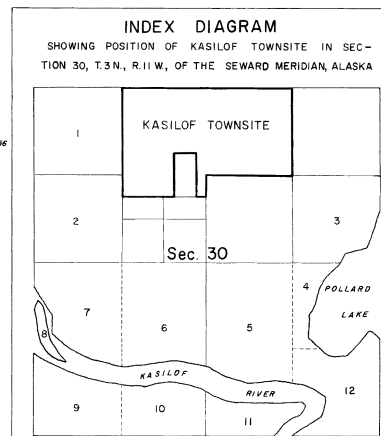 INDEX DIAGRAM
SHOWING POSITION OF KASILOF TOWNSITE IN SEC-
TION 30, T. 3 N., R. 11 W., OF THE SEWARD MERIDIAN, ALASKA
1
KASILOF TOWNSITE
2
3
Sec. 30
4
POLLARD
LAKE
7
6
5
8
KASILOF
RIVER
12
9
10
11